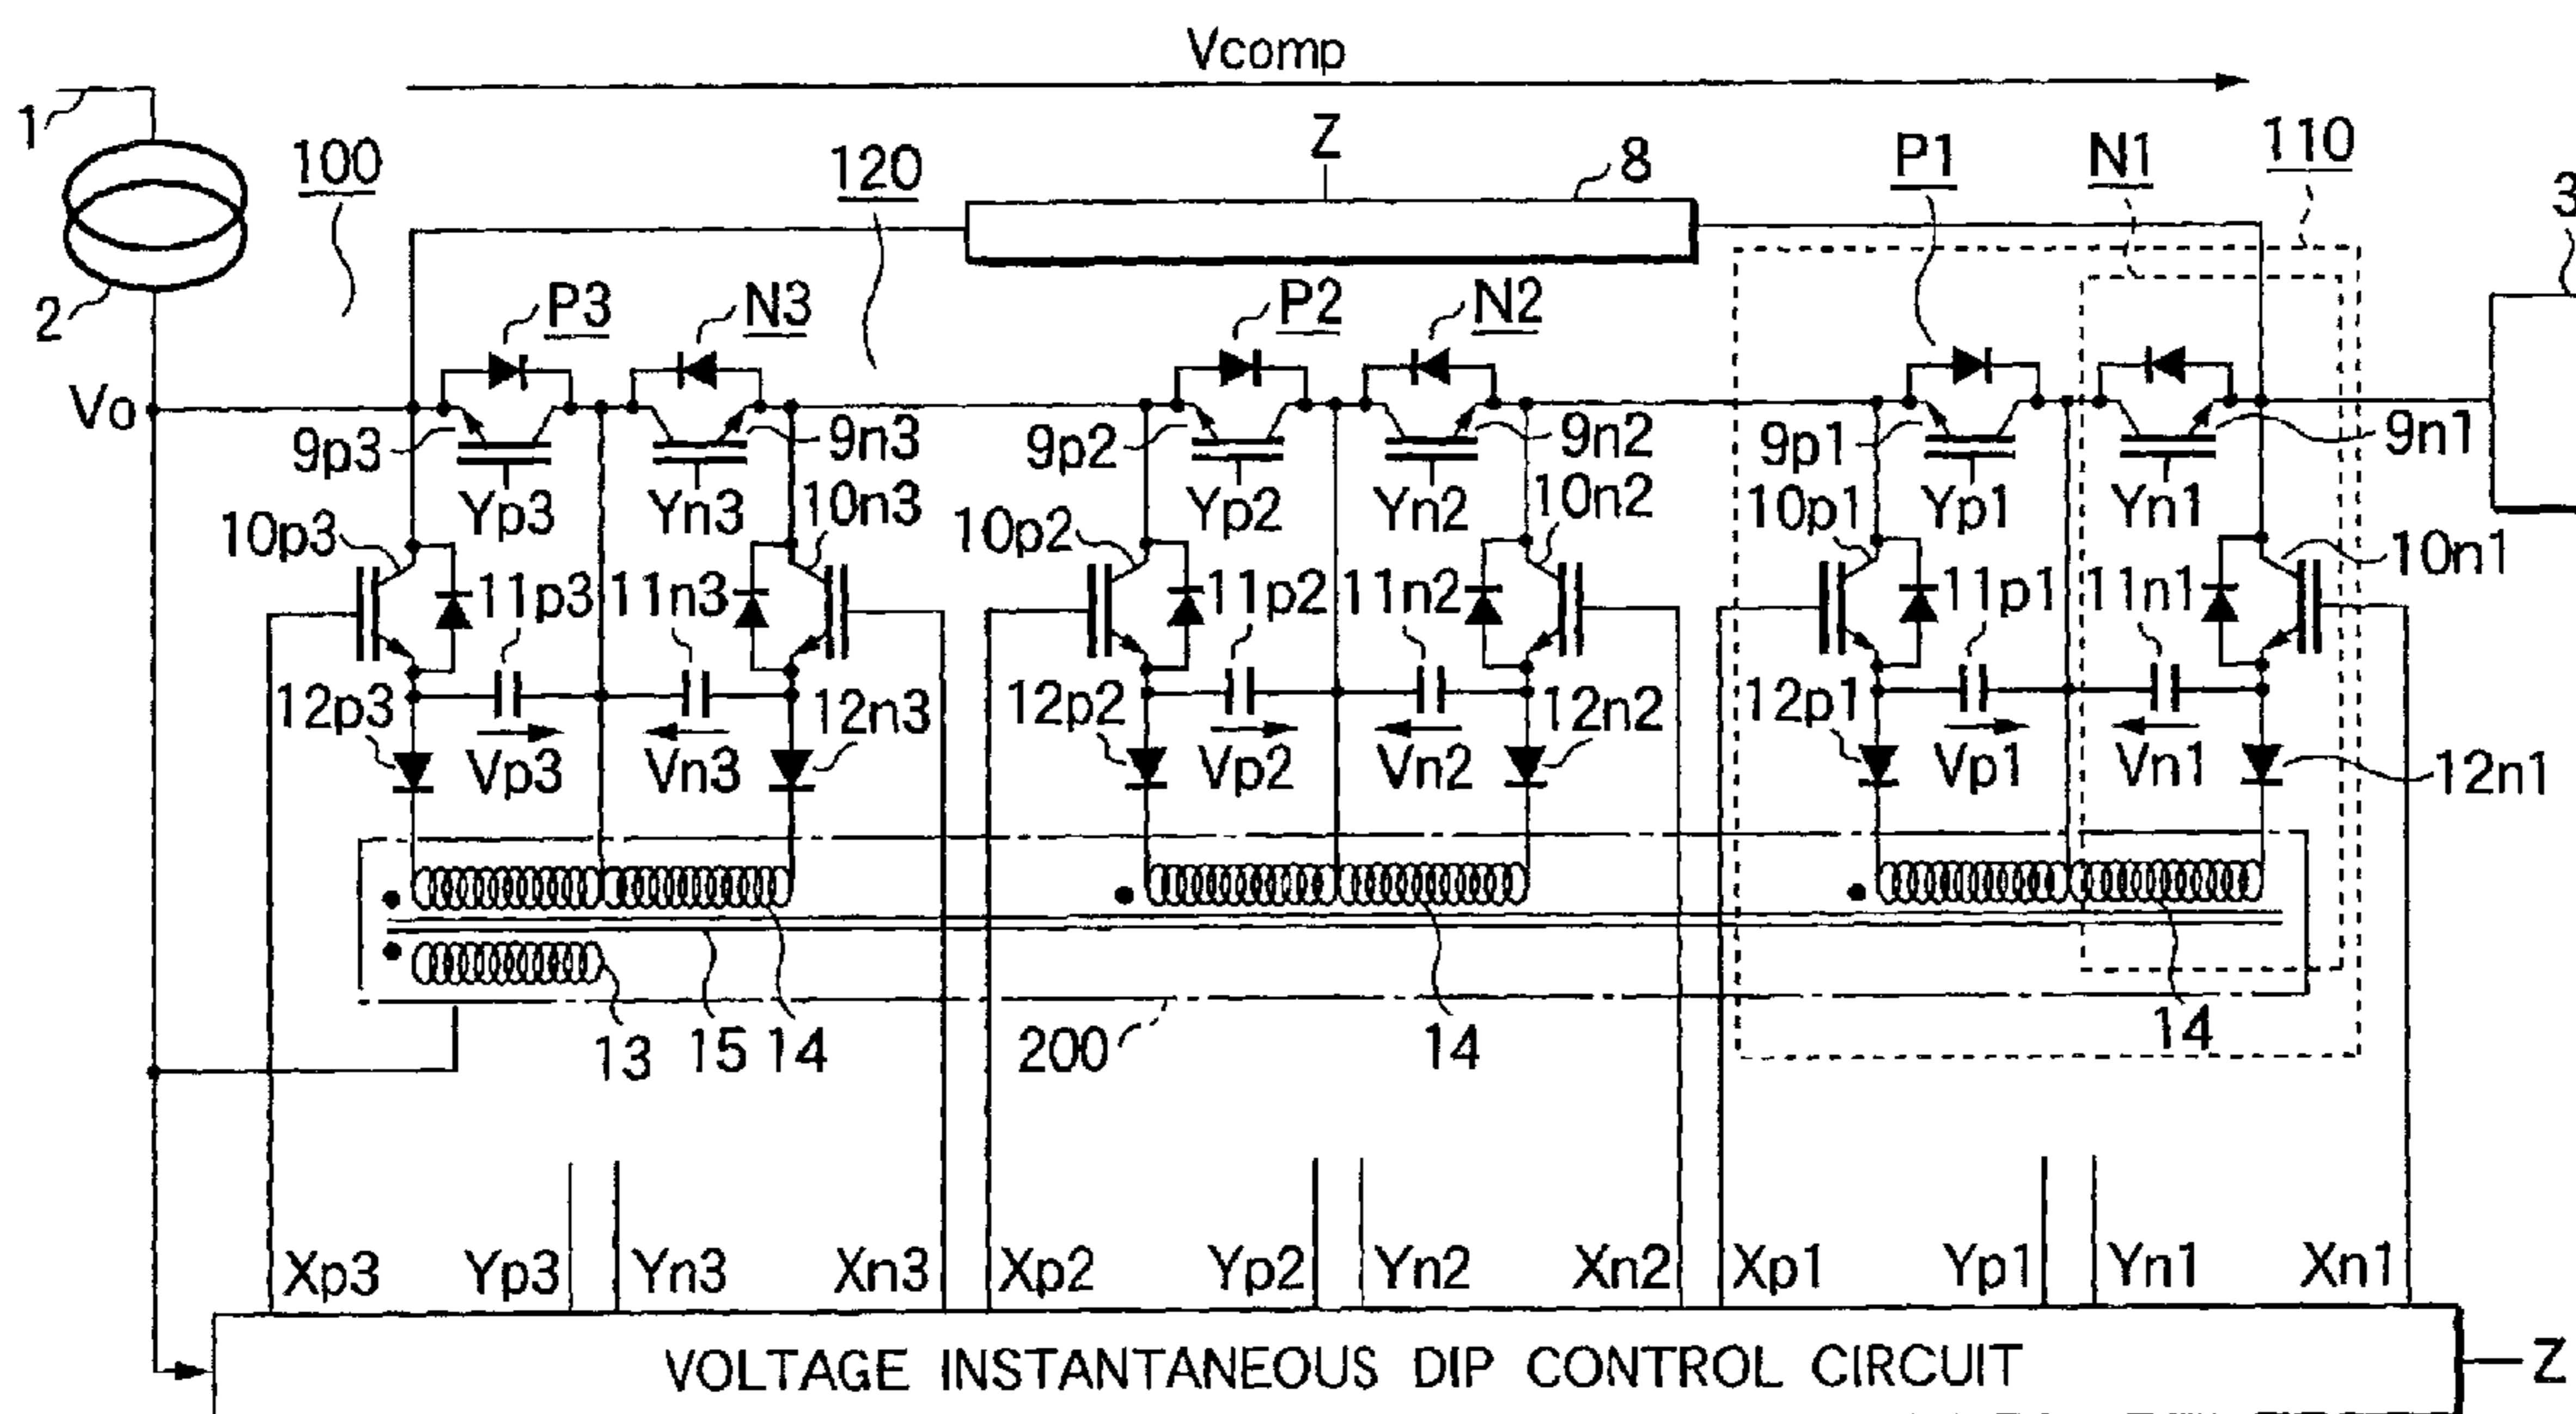 Vcomp
1
100
120
Z
8
P1
N1
110
3
2
P3
N3
P2
N2
Vo
9p3
9n3
9p2
9n2
9p1
9n1
Yp3
Yn3
10n3
Yp2
Yn2
10n2
10p1
Yp1
Yn1
10p3
10p2
10n1
11p3
11n3
11p2
11n2
11p1
11n1
12p3
12n3
12p2
12n2
12p1
12n1
Vp3
Vn3
Vp2
Vn2
Vp1
Vn1
13
15
14
200
14
14
Xp3
Yp3
Yn3
Xn3
Xp2
Yp2
Yn2
Xn2
Xp1
Yp1
Yn1
Xn1
VOLTAGE INSTANTANEOUS DIP CONTROL CIRCUIT
Z